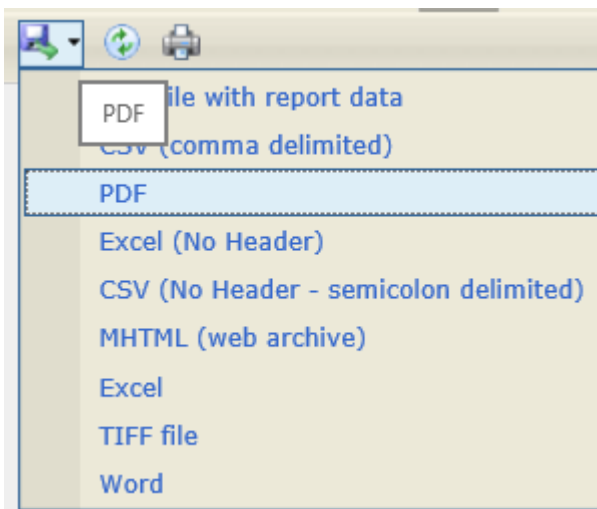 PDF
ile with report data
(comma delimited)
PDF
Excel (No Header)
CSV (No Header - semicolon delimited)
MHTML (web archive)
Excel
TIFF file
Word